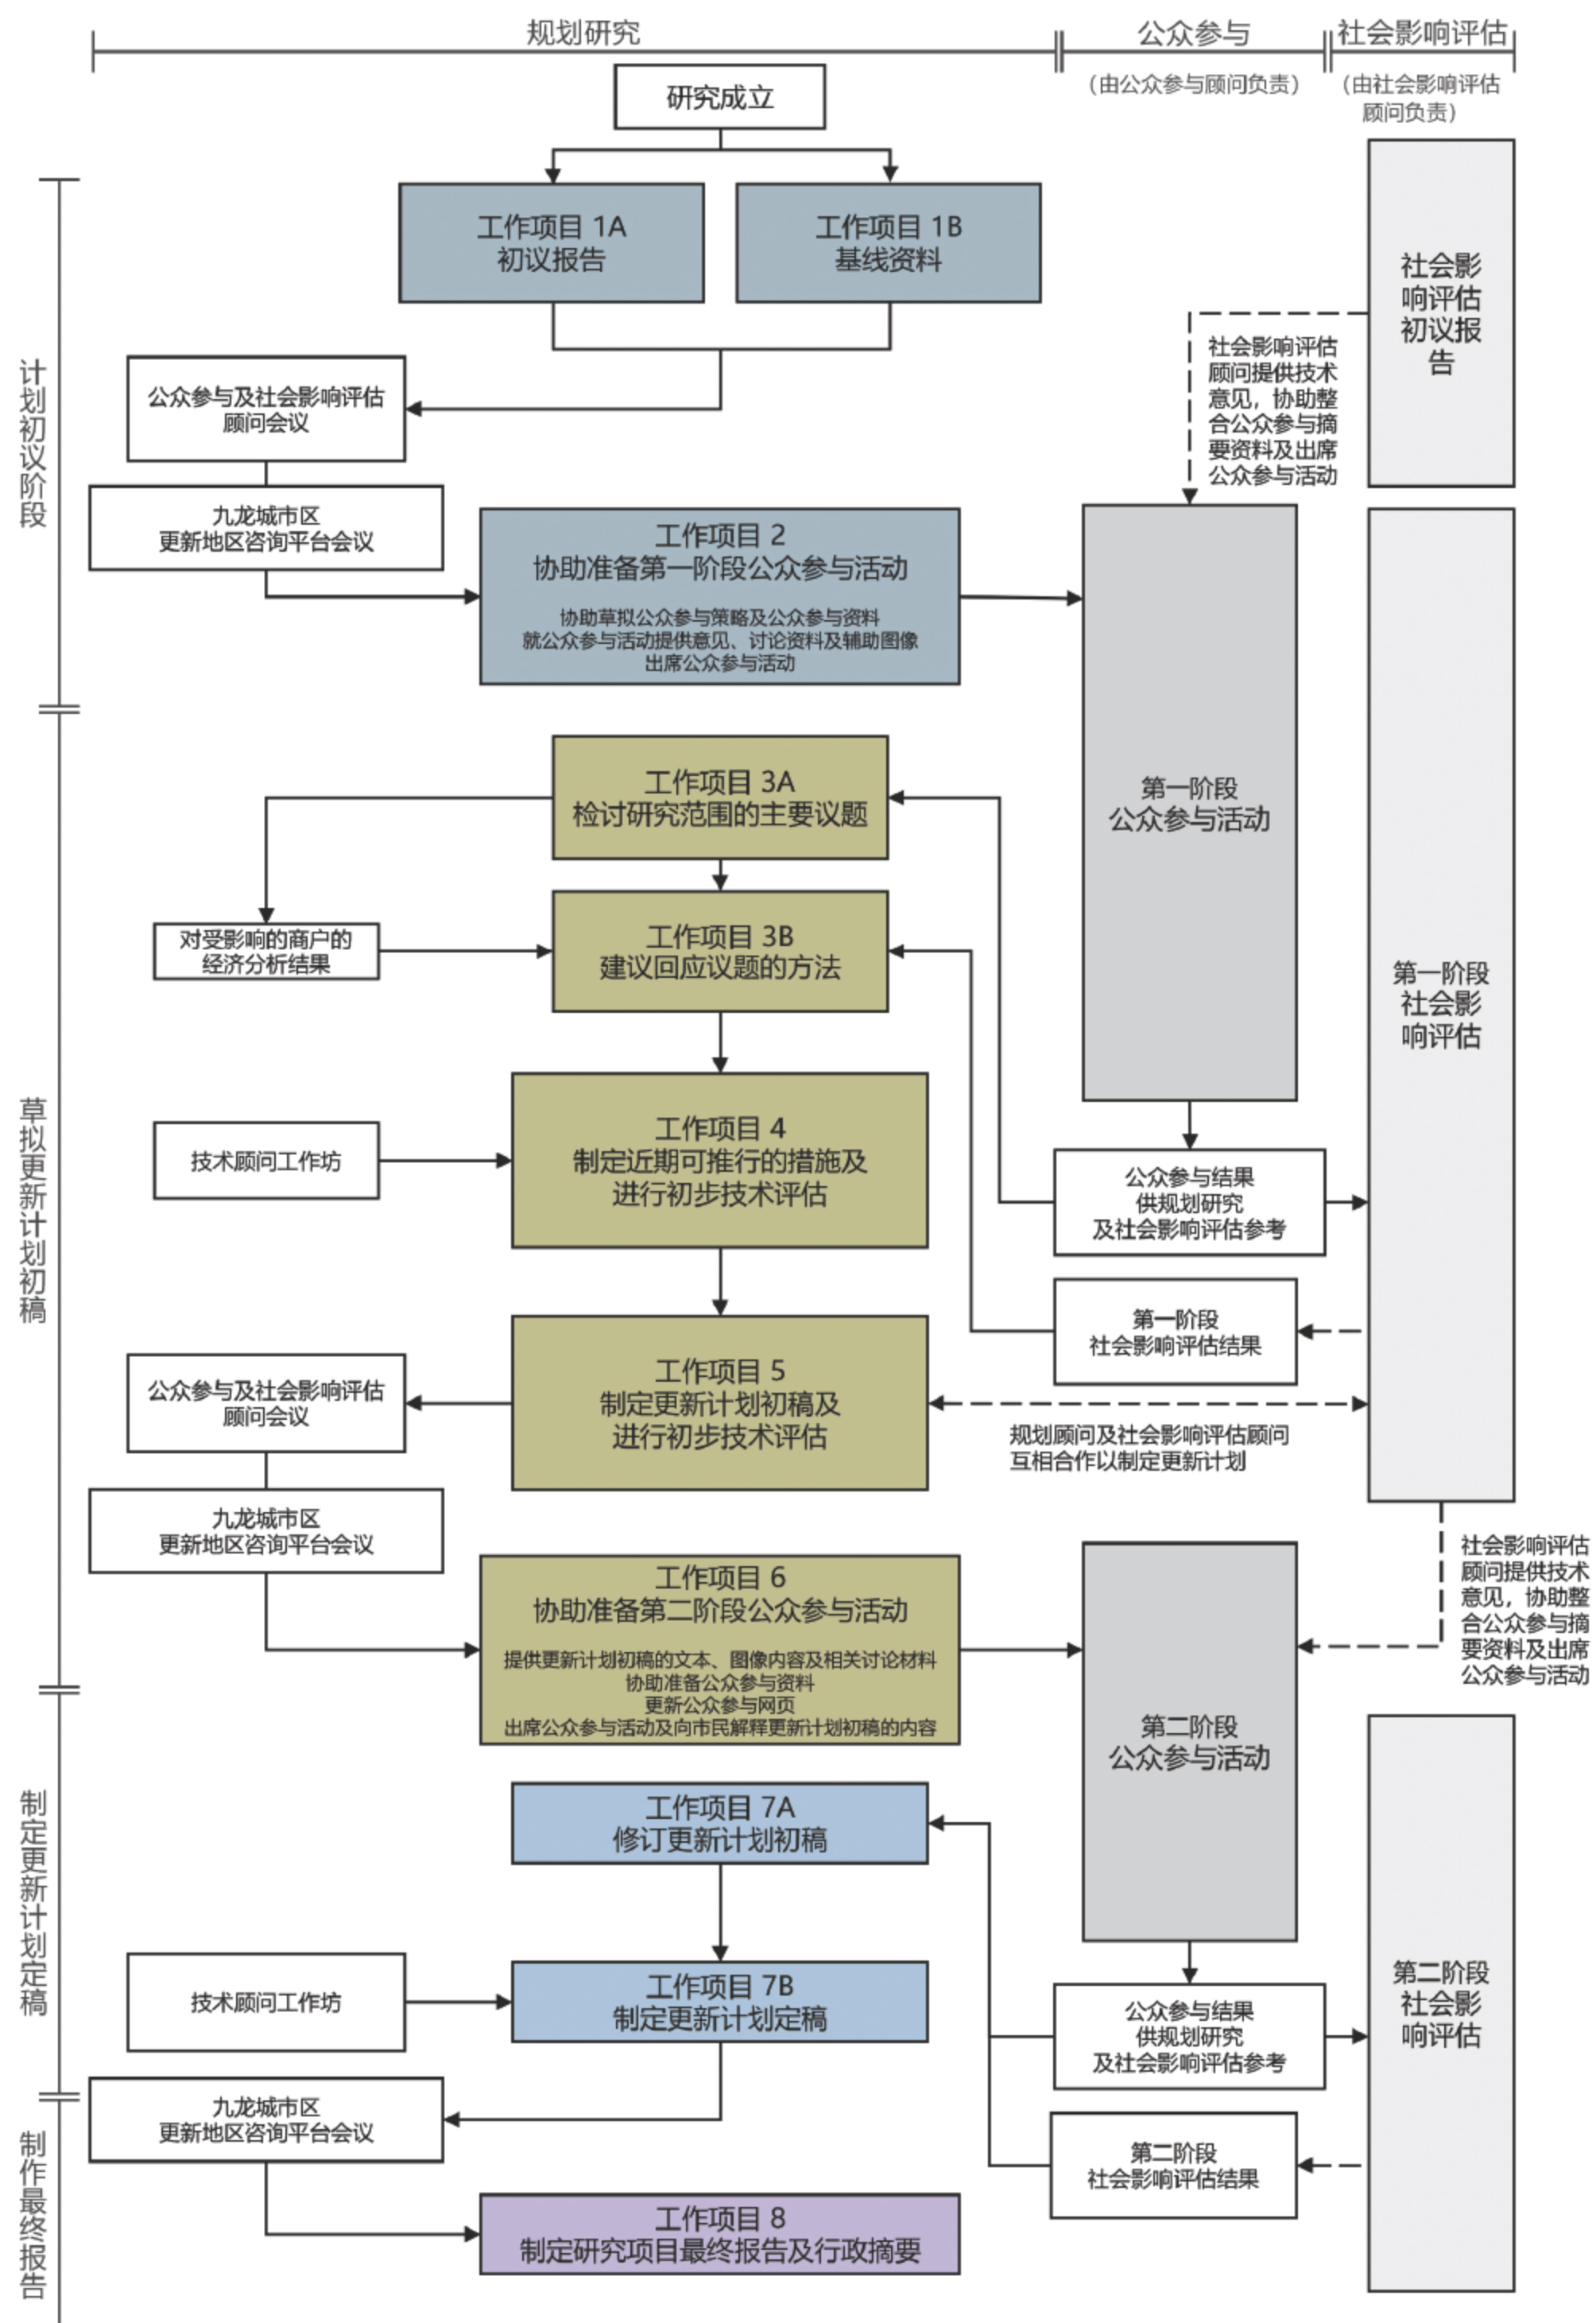 规划研究
公众参与
社会影响评估
（由公众参与顾问负责）
（由社会影响评估
顾问负责）
研究成立
工作项目 1A
初议报告
工作项目 1B
基线资料
社会影
响评估
初议报
告
计划初议阶段
社会影响评估
顾问提供技术
意见，协助整
合公众参与摘
要资料及出席
公众参与活动
公众参与及社会影响评估
顾问会议
九龙城市区
更新地区咨询平台会议
工作项目 2
协助准备第一阶段公众参与活动
协助草拟公众参与策略及公众参与资料
就公众参与活动提供意见、讨论资料及辅助图像
出席公众参与活动
第一阶段
公众参与活动
第一阶段
社会影
响评估
草拟更新计划初稿
工作项目 3A
检讨研究范围的主要议题
对受影响的商户的
经济分析结果
工作项目 3B
建议回应议题的方法
技术顾问工作坊
工作项目 4
制定近期可推行的措施及
进行初步技术评估
公众参与结果
供规划研究
及社会影响评估参考
第一阶段
社会影响评估结果
公众参与及社会影响评估
顾问会议
工作项目 5
制定更新计划初稿及
进行初步技术评估
规划顾问及社会影响评估顾问
互相合作以制定更新计划
九龙城市区
更新地区咨询平台会议
社会影响评估
顾问提供技术
意见，协助整
合公众参与摘
要资料及出席
公众参与活动
工作项目 6
协助准备第二阶段公众参与活动
提供更新计划初稿的文本、图像内容及相关讨论材料
协助准备公众参与资料
更新公众参与网页
出席公众参与活动及向市民解释更新计划初稿的内容
第二阶段
公众参与活动
制定更新计划定稿
工作项目 7A
修订更新计划初稿
技术顾问工作坊
工作项目 7B
制定更新计划定稿
第二阶段
社会影
响评估
公众参与结果
供规划研究
及社会影响评估参考
九龙城市区
更新地区咨询平台会议
第二阶段
社会影响评估结果
制作最终报告
工作项目 8
制定研究项目最终报告及行政摘要